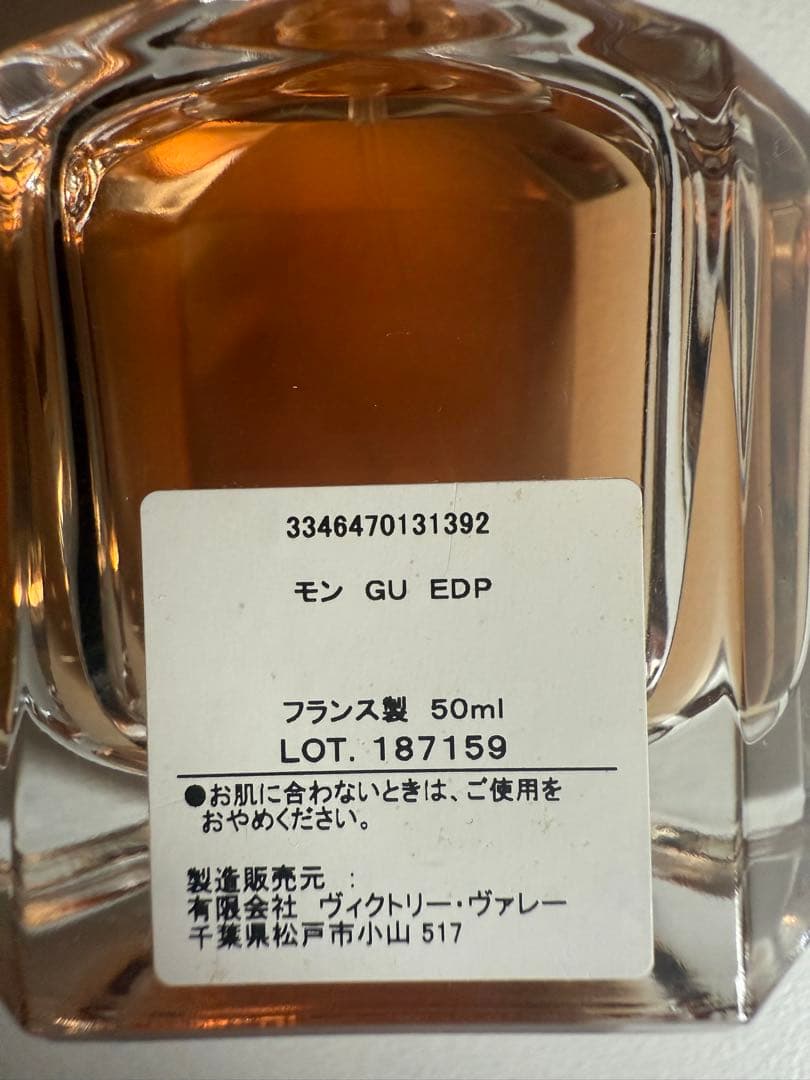 3346470131392
モン GU EDP
フランス製 50ml
LOT. 187159
●お肌に合わないときは、ご使用を
おやめください。
製造販売元 :
有限会社 ヴィクトリー・ヴァレー
千葉県松戸市小山 517